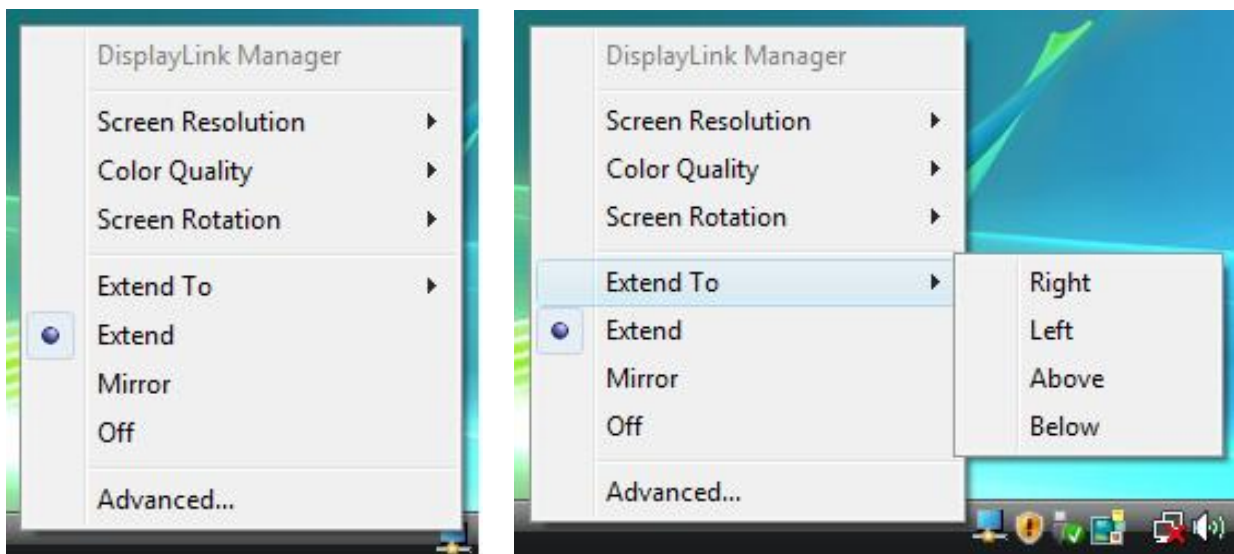 DisplayLink Manager
Screen Resolution
Color Quality
Screen Rotation
Extend To
Extend
Mirror
Off
Advanced...
DisplayLink Manager
Screen Resolution
Color Quality
Screen Rotation
Extend To
Extend
Mirror
Off
Advanced...
Right
Left
Above
Below